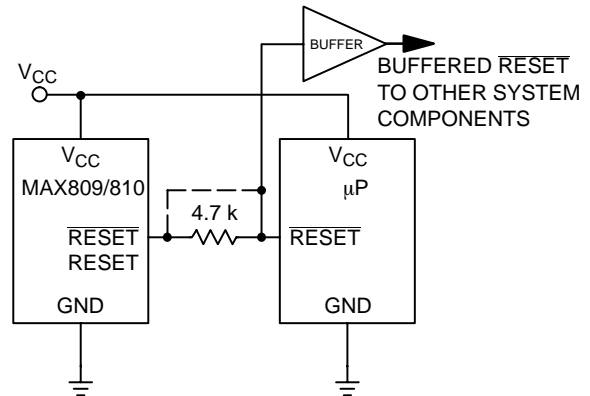 BUFFER
BUFFERED RESET
TO OTHER SYSTEM
COMPONENTS
VCC
VCC
MAX809/810
RESET
RESET
GND
4.7 k
VCC
μP
RESET
GND